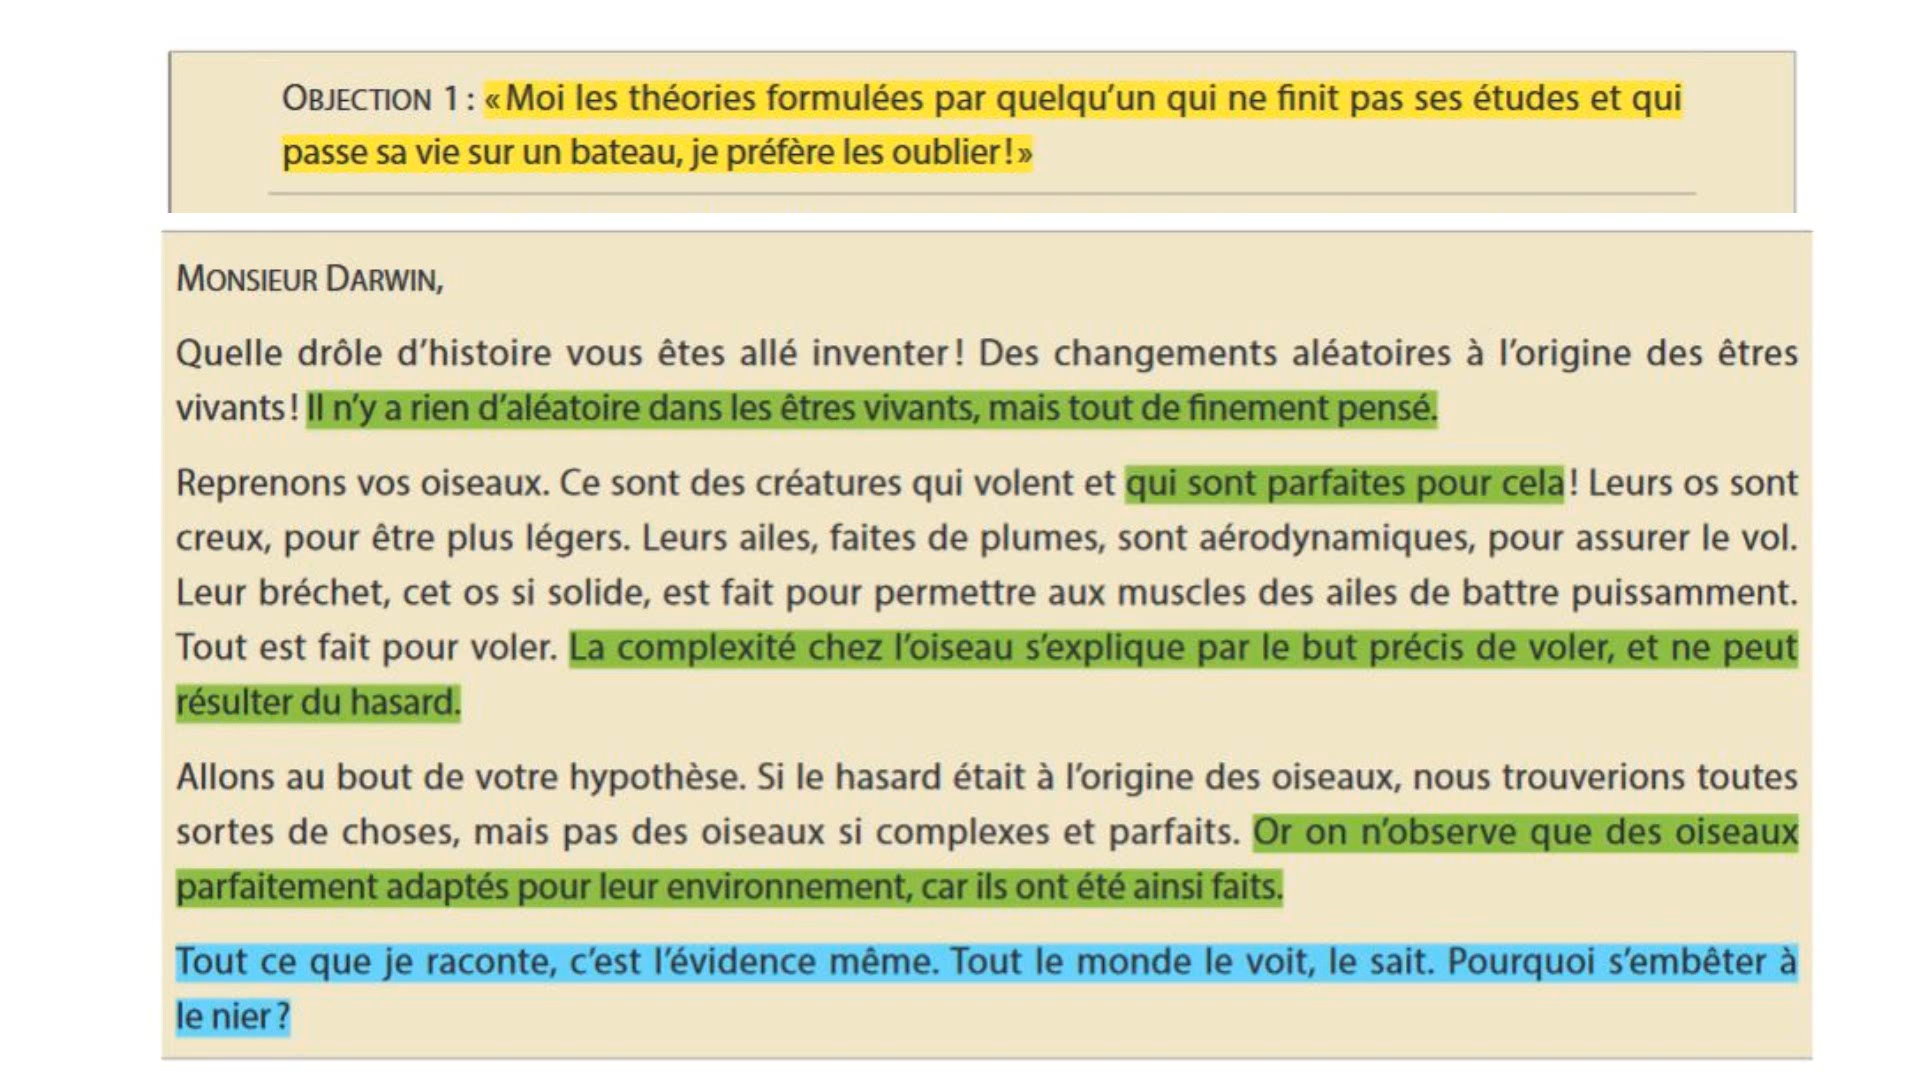 OBJECTION 1 : « Moi les théories formulées par quelqu’un qui ne finit pas ses études et qui
passe sa vie sur un bateau, je préfère les oublier ! »
MONSIEUR DARWIN,
Quelle drôle d’histoire vous êtes allé inventer ! Des changements aléatoires à l’origine des êtres
vivants ! Il n’y a rien d’aléatoire dans les êtres vivants, mais tout de finement pensé.
Reprenons vos oiseaux. Ce sont des créatures qui volent et qui sont parfaites pour cela ! Leurs os sont
creux, pour être plus légers. Leurs ailes, faites de plumes, sont aérodynamiques, pour assurer le vol.
Leur bréchet, cet os si solide, est fait pour permettre aux muscles des ailes de battre puissamment.
Tout est fait pour voler. La complexité chez l’oiseau s’explique par le but précis de voler, et ne peut
résulter du hasard.
Allons au bout de votre hypothèse. Si le hasard était à l’origine des oiseaux, nous trouverions toutes
sortes de choses, mais pas des oiseaux si complexes et parfaits. Or on n’observe que des oiseaux
parfaitement adaptés pour leur environnement, car ils ont été ainsi faits.
Tout ce que je raconte, c’est l’évidence même. Tout le monde le voit, le sait. Pourquoi s’embêter à
le nier ?